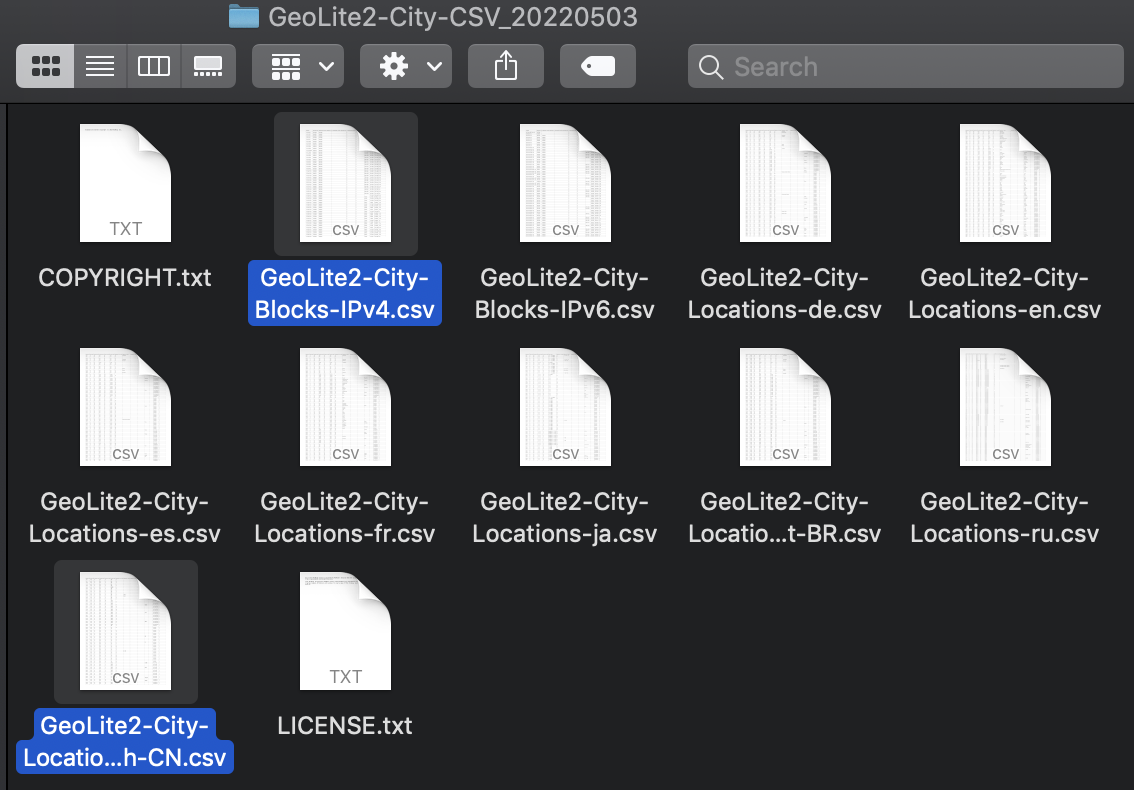 GeoLite2-City-CSV_20220503
Search
TXT
CSV
CSV
CSV
CSV
COPYRIGHT.txt
GeoLite2-City-
Blocks-IPv4.csv
GeoLite2-City-
Blocks-IPv6.csv
GeoLite2-City-
Locations-de.csv
GeoLite2-City-
Locations-en.csv
CSV
CSV
CSV
CSV
CSV
GeoLite2-City-
Locations-es.csv
GeoLite2-City-
Locations-fr.csv
GeoLite2-City-
Locations-ja.csv
GeoLite2-City-
Locatio...t-BR.csv
GeoLite2-City-
Locations-ru.csv
CSV
TXT
GeoLite2-City-
Locatio...h-CN.csv
LICENSE.txt